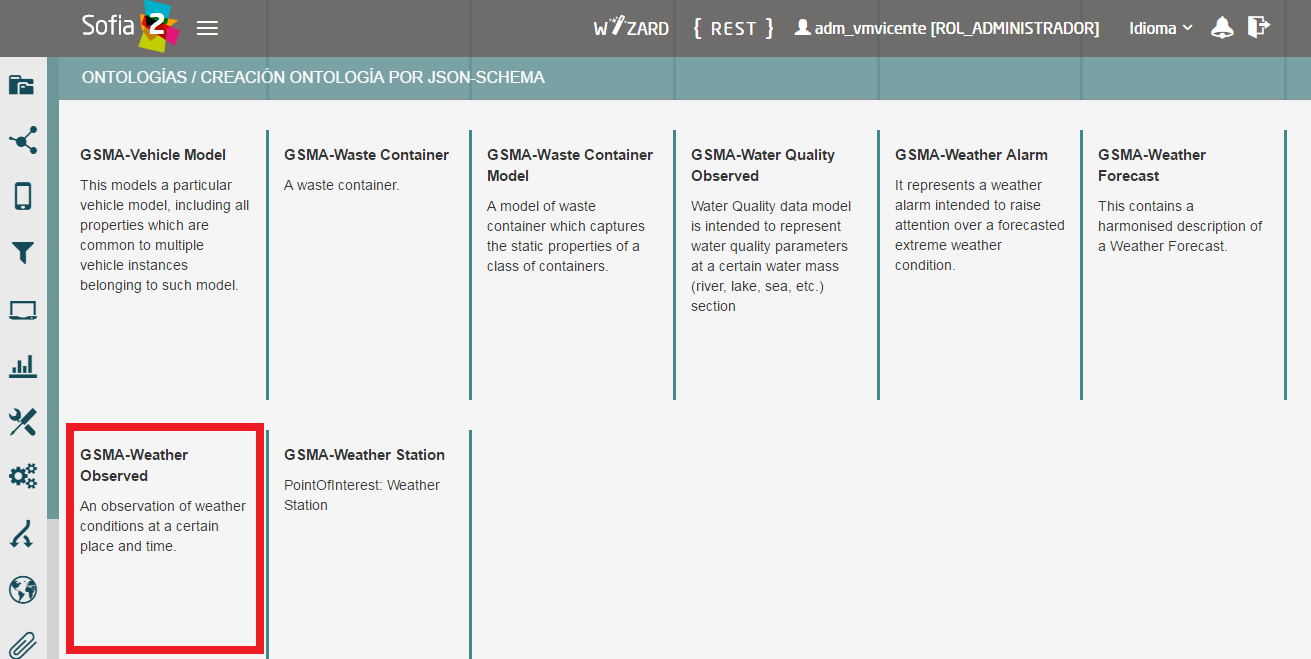 Sofia 2
WIZARD
{ REST }
adm_vmvicente [ROL_ADMINISTRADOR]
Idioma
ONTOLOGÍAS / CREACIÓN ONTOLOGÍA POR JSON-SCHEMA
GSMA-Vehicle Model
This models a particular
vehicle model, including all
properties which are
common to multiple
vehicle instances
belonging to such model.
GSMA-Waste Container
A waste container.
GSMA-Waste Container
Model
A model of waste
container which captures
the static properties of a
class of containers.
GSMA-Water Quality
Observed
Water Quality data model
is intended to represent
water quality parameters
at a certain water mass
(river, lake, sea, etc.)
section
GSMA-Weather Alarm
It represents a weather
alarm intended to raise
attention over a forecasted
extreme weather
condition.
GSMA-Weather
Forecast
This contains a
harmonised description of
a Weather Forecast.
GSMA-Weather
Observed
An observation of weather
conditions at a certain
place and time.
GSMA-Weather Station
PointOfInterest: Weather
Station